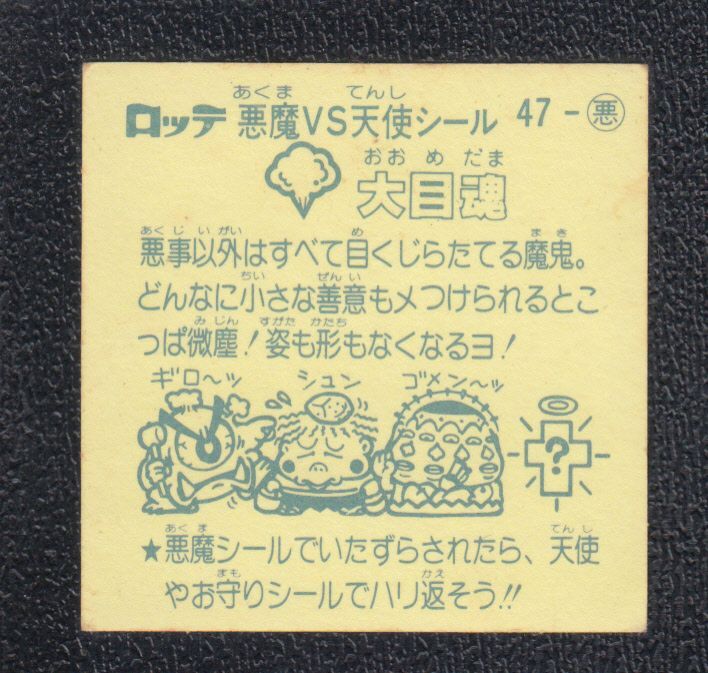 あくま てんし
ロッテ 悪魔VS天使シール 47-㊙悪
おおめだま
大目魂
あくじいがい め まき
悪事以外はすべて目くじらたてる魔鬼。
ちい ぜんい
どんなに小さな善意もメつけられるとこ
みじん すがた かたち
っぱ微塵!姿も形もなくなるヨ!
ギロ〜ッ シュン ゴメン〜ッ
?
あくま てんし
★悪魔シールでいたずらされたら、天使
まも かえ
やお守りシールでハリ返そう!!